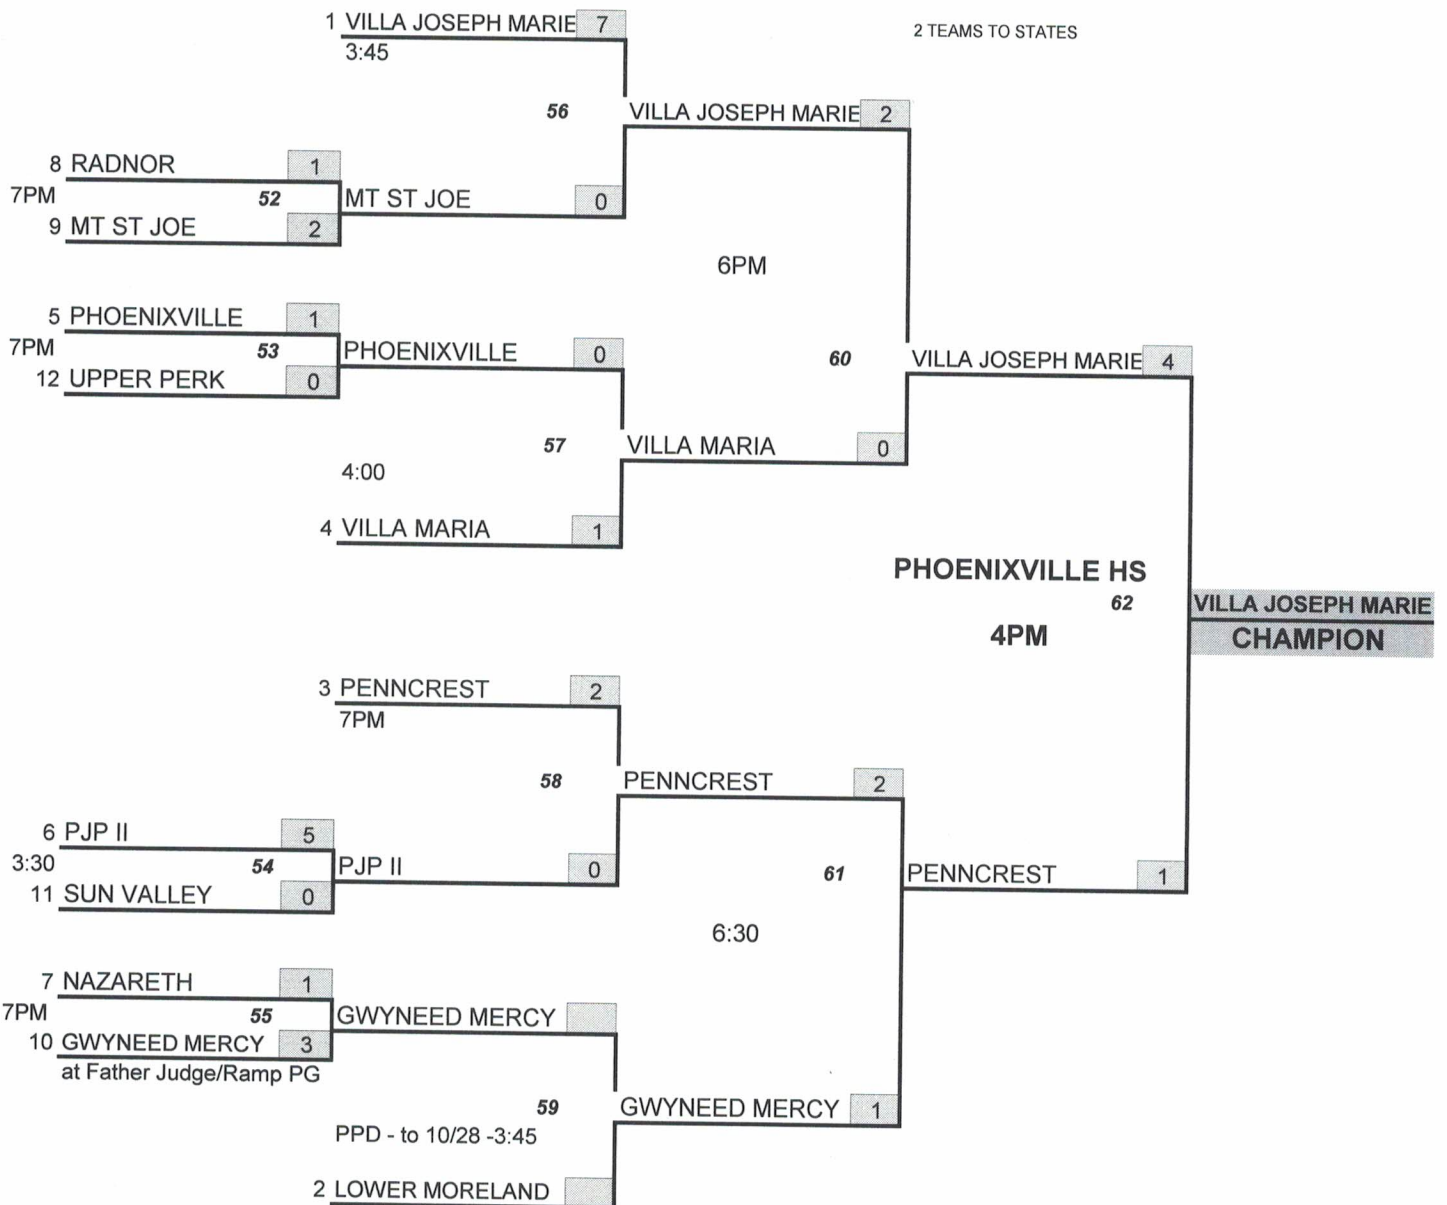 1 VILLA JOSEPH MARIE 7
2 TEAMS TO STATES
3:45
56 VILLA JOSEPH MARIE 2
8 RADNOR 1
7PM 52 MT ST JOE 0
9 MT ST JOE 2
6PM
5 PHOENIXVILLE 1
7PM 53 PHOENIXVILLE 0
60 VILLA JOSEPH MARIE 4
12 UPPER PERK 0
57 VILLA MARIA 0
4:00
4 VILLA MARIA 1
PHOENIXVILLE HS
62 VILLA JOSEPH MARIE
4PM CHAMPION
3 PENNCREST 2
7PM
58 PENNCREST 2
6 PJP II 5
3:30 54 PJP II 0
61 PENNCREST 1
11 SUN VALLEY 0
6:30
7 NAZARETH 1
7PM 55 GWYNEED MERCY
10 GWYNEED MERCY 3
at Father Judge/Ramp PG
59 GWYNEED MERCY 1
PPD - to 10/28 -3:45
2 LOWER MORELAND